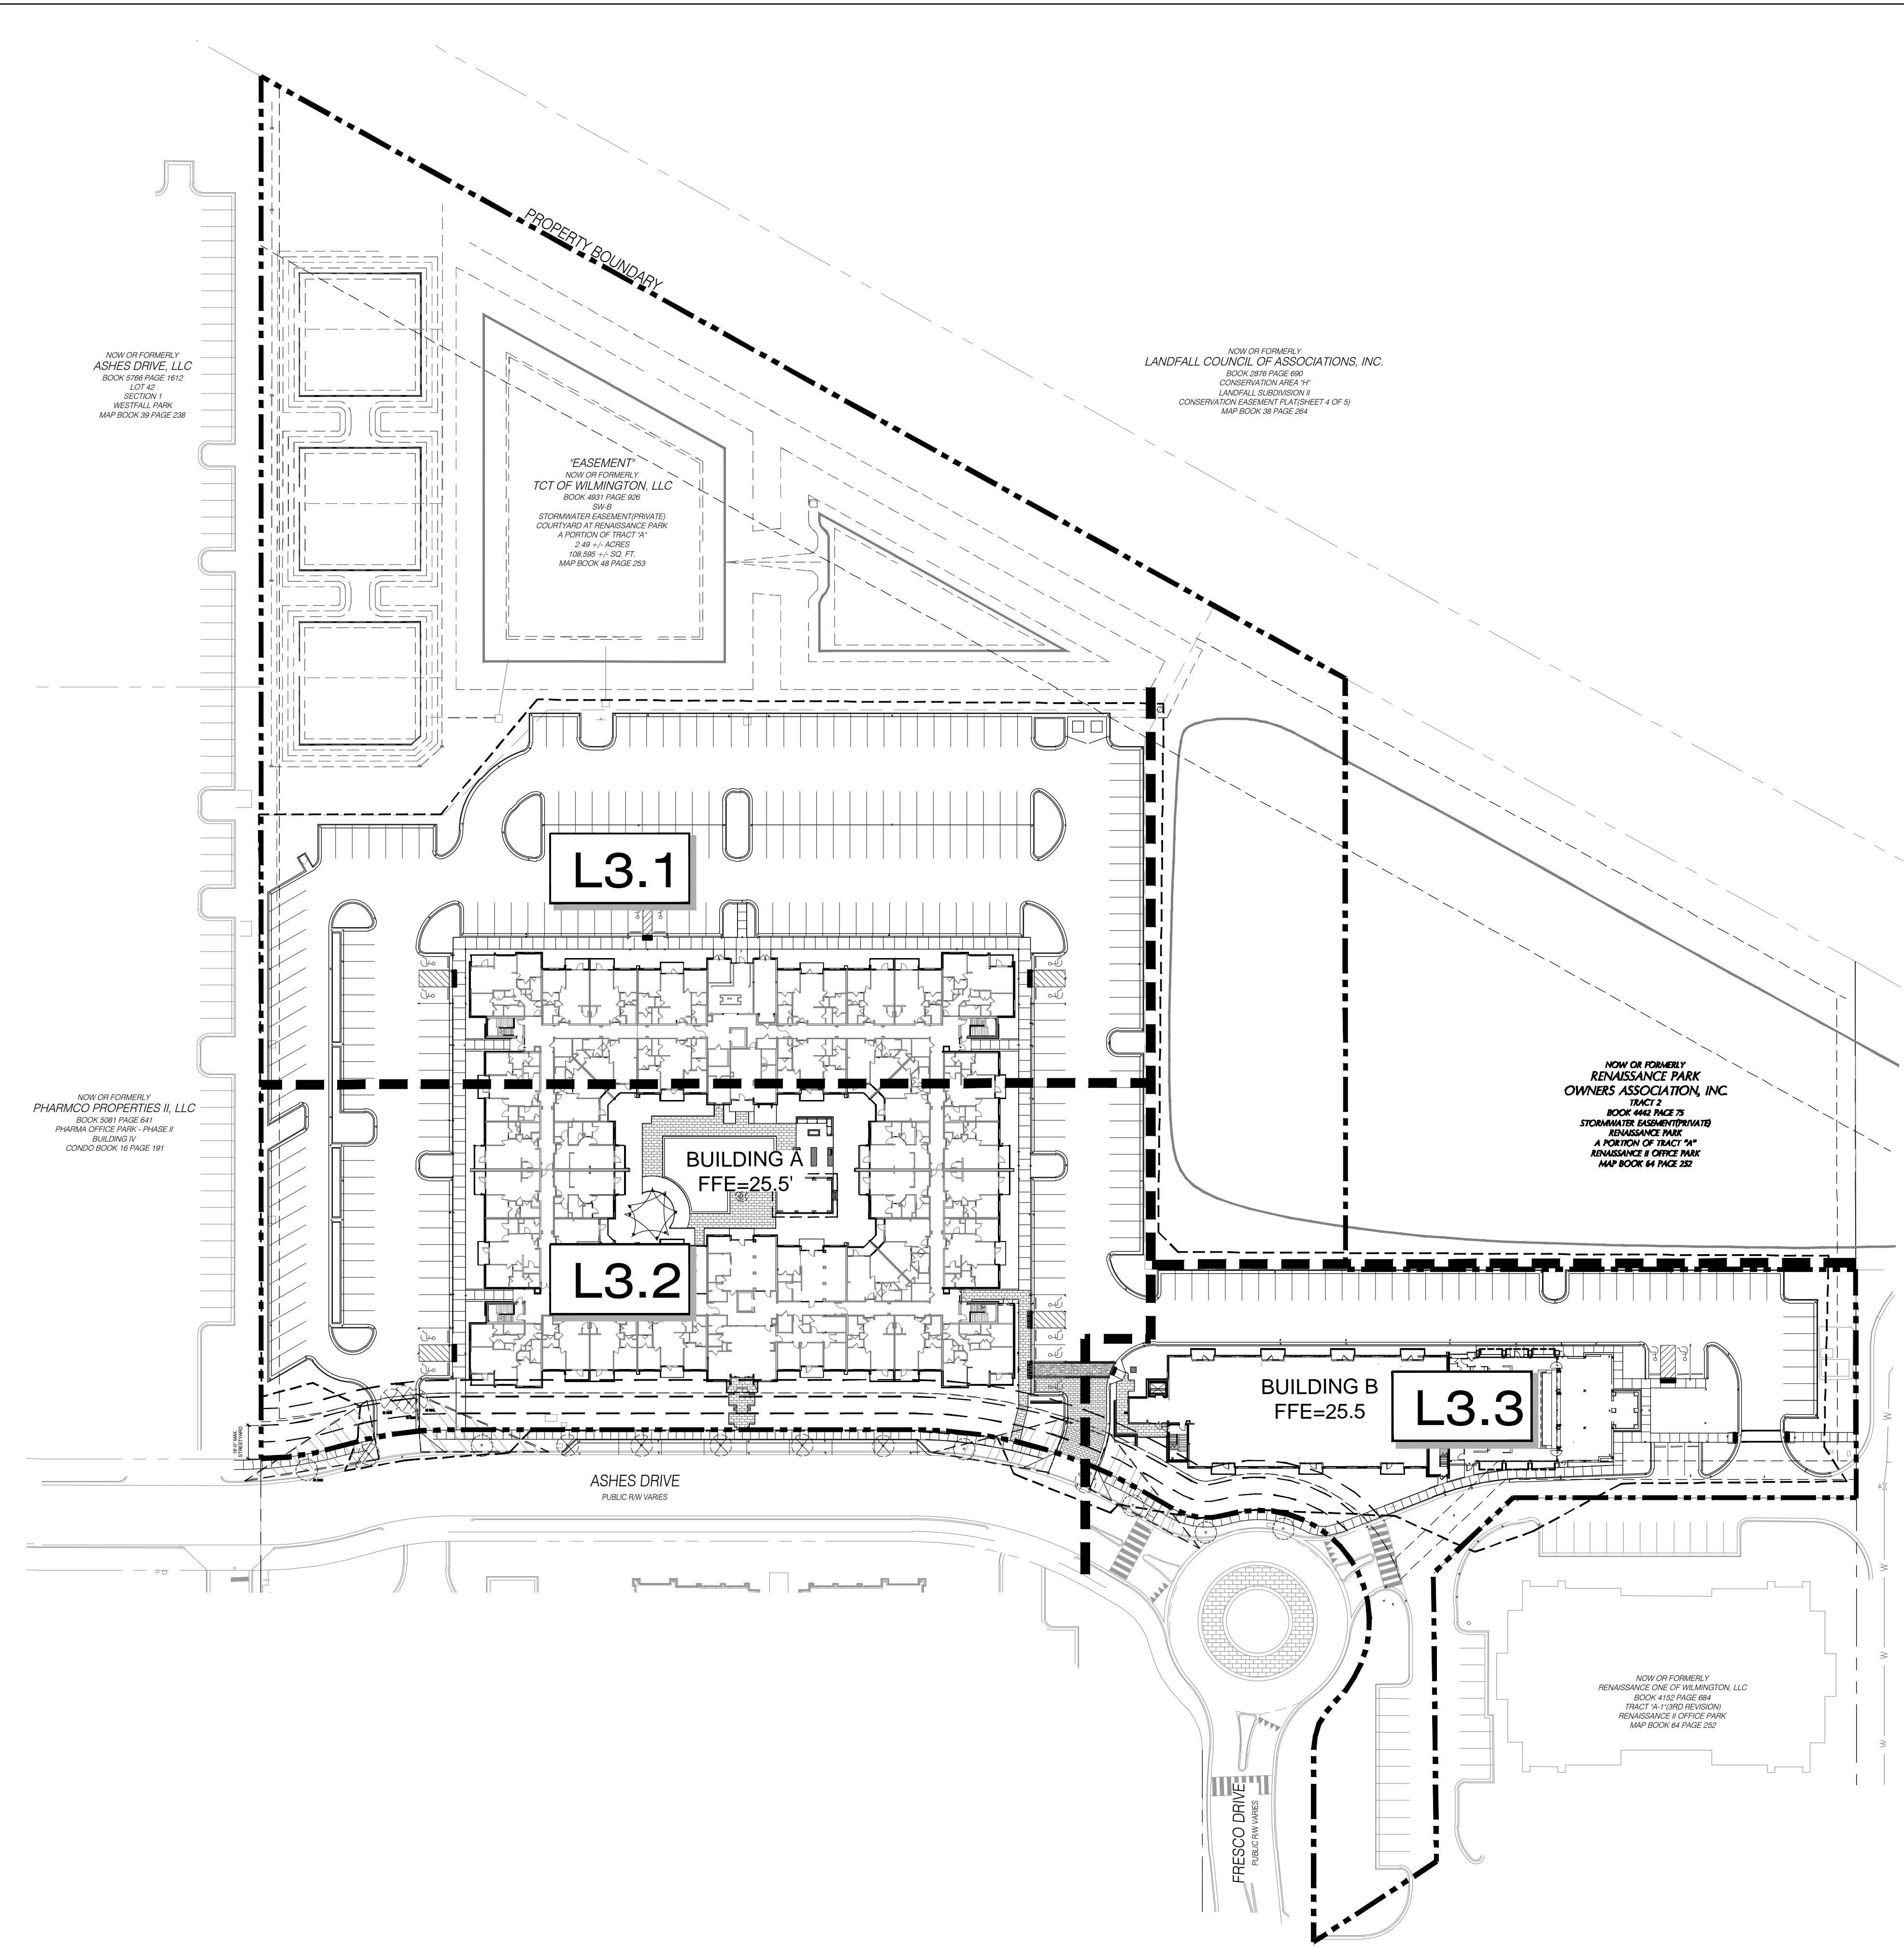 PROPERTY BOUNDARY
NOW OR FORMERLY
ASHES DRIVE, LLC
BOOK 5766 PAGE 1612
LOT 42
SECTION 1
WESTFALL PARK
MAP BOOK 39 PAGE 238
NOW OR FORMERLY
LANDFALL COUNCIL OF ASSOCIATIONS, INC.
BOOK 2876 PAGE 690
CONSERVATION AREA "H"
LANDFALL SUBDIVISION II
CONSERVATION EASEMENT PLAT(SHEET 4 OF 5)
MAP BOOK 38 PAGE 264
"EASEMENT"
NOW OR FORMERLY
TCT OF WILMINGTON, LLC
BOOK 4931 PAGE 926
SW-B
STORMWATER EASEMENT(PRIVATE)
COURTYARD AT RENAISSANCE PARK
A PORTION OF TRACT "A"
2.49 +/- ACRES
108,595 +/- SQ. FT.
MAP BOOK 48 PAGE 253
L3.1
NOW OR FORMERLY
PHARMCO PROPERTIES II, LLC
BOOK 5081 PAGE 641
PHARMA OFFICE PARK - PHASE II
BUILDING IV
CONDO BOOK 16 PAGE 191
NOW OR FORMERLY
RENAISSANCE PARK
OWNERS ASSOCIATION, INC.
TRACT 2
BOOK 4442 PAGE 75
STORMWATER EASEMENT(PRIVATE)
RENAISSANCE PARK
A PORTION OF TRACT "A"
RENAISSANCE II OFFICE PARK
MAP BOOK 64 PAGE 252
BUILDING A
FFE=25.5'
L3.2
BUILDING B
FFE=25.5
L3.3
18'-0" MAX.
STREETYARD
ASHES DRIVE
PUBLIC R/W VARIES
FRESCO DRIVE
PUBLIC R/W VARIES
NOW OR FORMERLY
RENAISSANCE ONE OF WILMINGTON, LLC
BOOK 4152 PAGE 684
TRACT "A-1"(3RD REVISION)
RENAISSANCE II OFFICE PARK
MAP BOOK 64 PAGE 252
W
W
W
W
W